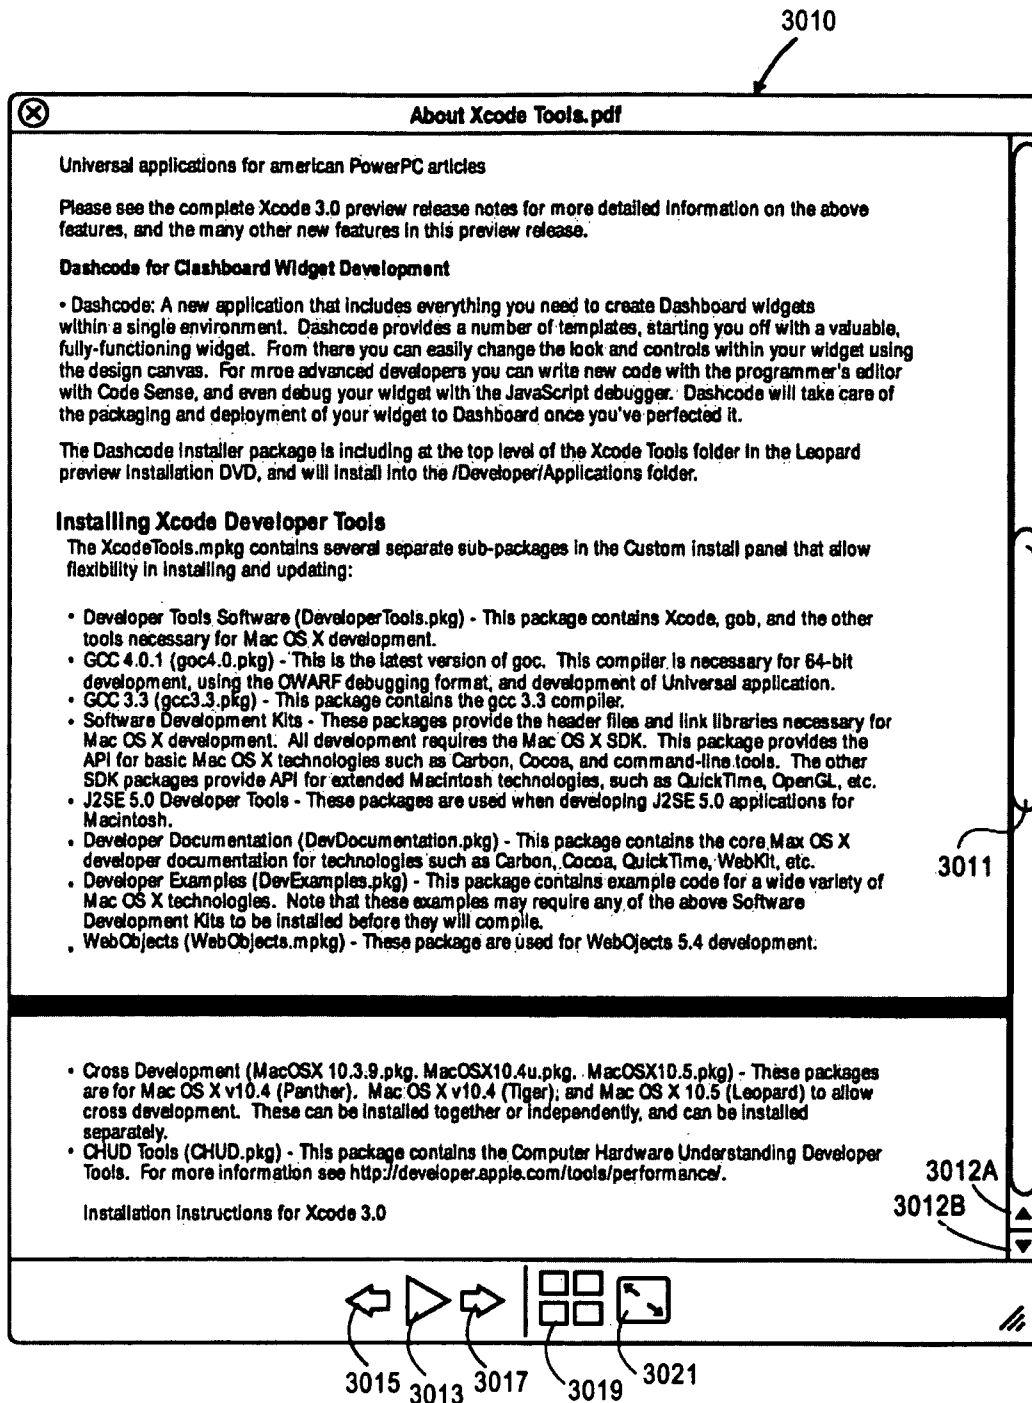 3010
About Xcode Tools.pdf
Universal applications for american PowerPC articles
Please see the complete Xcode 3.0 preview release notes for more detailed information on the above
features, and the many other new features in this preview release.
Dashcode for Clashboard Widget Development
• Dashcode: A new application that includes everything you need to create Dashboard widgets
within a single environment. Dashcode provides a number of templates, starting you off with a valuable,
fully-functioning widget. From there you can easily change the look and controls within your widget using
the design canvas. For mroe advanced developers you can write new code with the programmer's editor
with Code Sense, and even debug your widget with the JavaScript debugger. Dashcode will take care of
the packaging and deployment of your widget to Dashboard once you've perfected it.
The Dashcode installer package is including at the top level of the Xcode Tools folder in the Leopard
preview installation DVD, and will install into the /Developer/Applications folder.
Installing Xcode Developer Tools
The XcodeTools.mpkg contains several separate sub-packages in the Custom install panel that allow
flexibility in installing and updating:
• Developer Tools Software (DeveloperTools.pkg) - This package contains Xcode, gob, and the other
tools necessary for Mac OS X development.
• GCC 4.0.1 (goc4.0.pkg) - This is the latest version of goc. This compiler is necessary for 64-bit
development, using the OWARF debugging format, and development of Universal application.
• GCC 3.3 (gcc3.3.pkg) - This package contains the gcc 3.3 compiler.
• Software Development Kits - These packages provide the header files and link libraries necessary for
Mac OS X development. All development requires the Mac OS X SDK. This package provides the
API for basic Mac OS X technologies such as Carbon, Cocoa, and command-line tools. The other
SDK packages provide API for extended Macintosh technologies, such as QuickTime, OpenGL, etc.
• J2SE 5.0 Developer Tools - These packages are used when developing J2SE 5.0 applications for
Macintosh.
• Developer Documentation (DevDocumentation.pkg) - This package contains the core Max OS X
developer documentation for technologies such as Carbon, Cocoa, QuickTime, WebKit, etc.
• Developer Examples (DevExamples.pkg) - This package contains example code for a wide variety of
Mac OS X technologies. Note that these examples may require any of the above Software
Development Kits to be installed before they will compile.
• WebObjects (WebObjects.mpkg) - These package are used for WebOjects 5.4 development.
3011
• Cross Development (MacOSX 10.3.9.pkg. MacOSX10.4u.pkg. MacOSX10.5.pkg) - These packages
are for Mac OS X v10.4 (Panther). Mac OS X v10.4 (Tiger), and Mac OS X 10.5 (Leopard) to allow
cross development. These can be installed together or independently, and can be installed
separately.
• CHUD Tools (CHUD.pkg) - This package contains the Computer Hardware Understanding Developer
Tools. For more information see http://developer.apple.com/tools/performance/.
3012A
3012B
Installation instructions for Xcode 3.0
3015 3013 3017 3019 3021